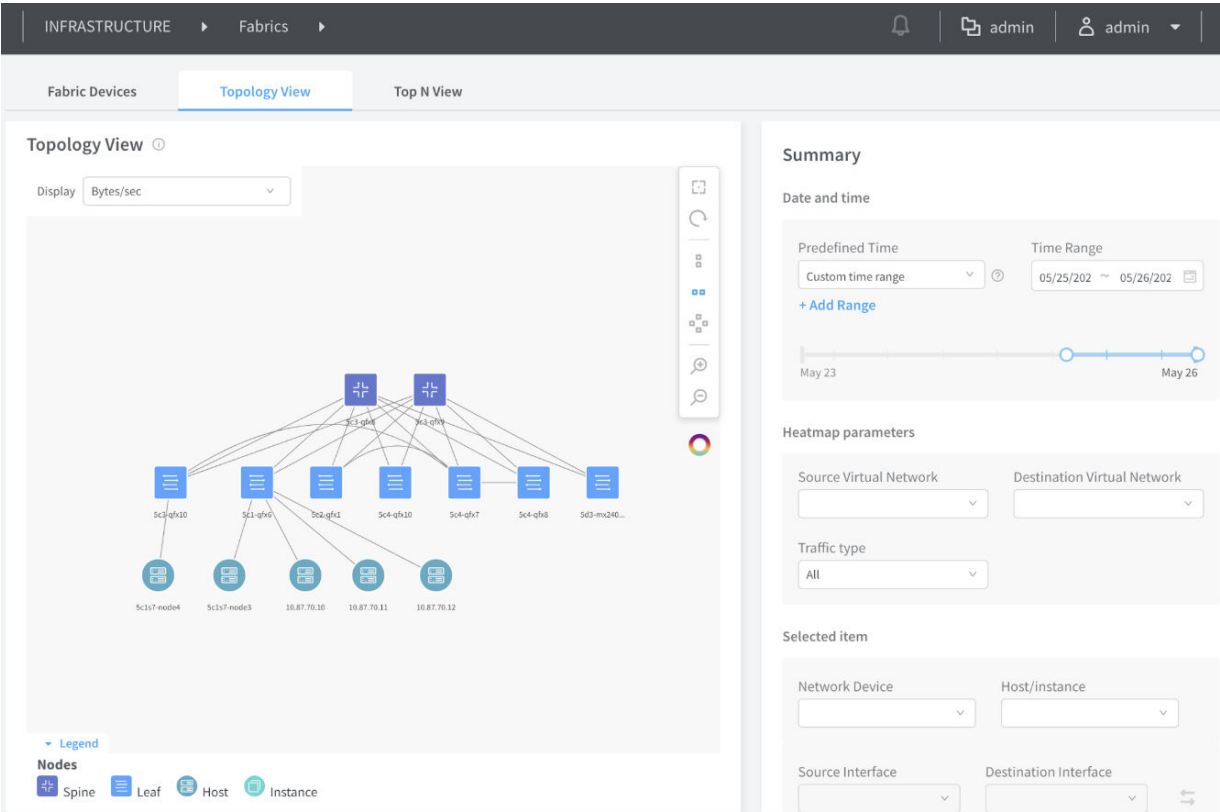 INFRASTRUCTURE Fabrics admin admin
Fabric Devices Topology View Top N View
Topology View
Display Bytes/sec
5c3-qfx8 5c3-qfx9
5c3-qfx10 5c1-qfx6 5c2-qfx1 5c4-qfx10 5c4-qfx7 5c4-qfx8 5d3-mx240...
5c1s7-node4 5c1s7-node3 10.87.70.10 10.87.70.11 10.87.70.12
Legend
Nodes
Spine Leaf Host Instance
Summary
Date and time
Predefined Time Time Range
Custom time range 05/25/202 ~ 05/26/202
+ Add Range
May 23 May 26
Heatmap parameters
Source Virtual Network Destination Virtual Network
Traffic type
All
Selected item
Network Device Host/instance
Source Interface Destination Interface